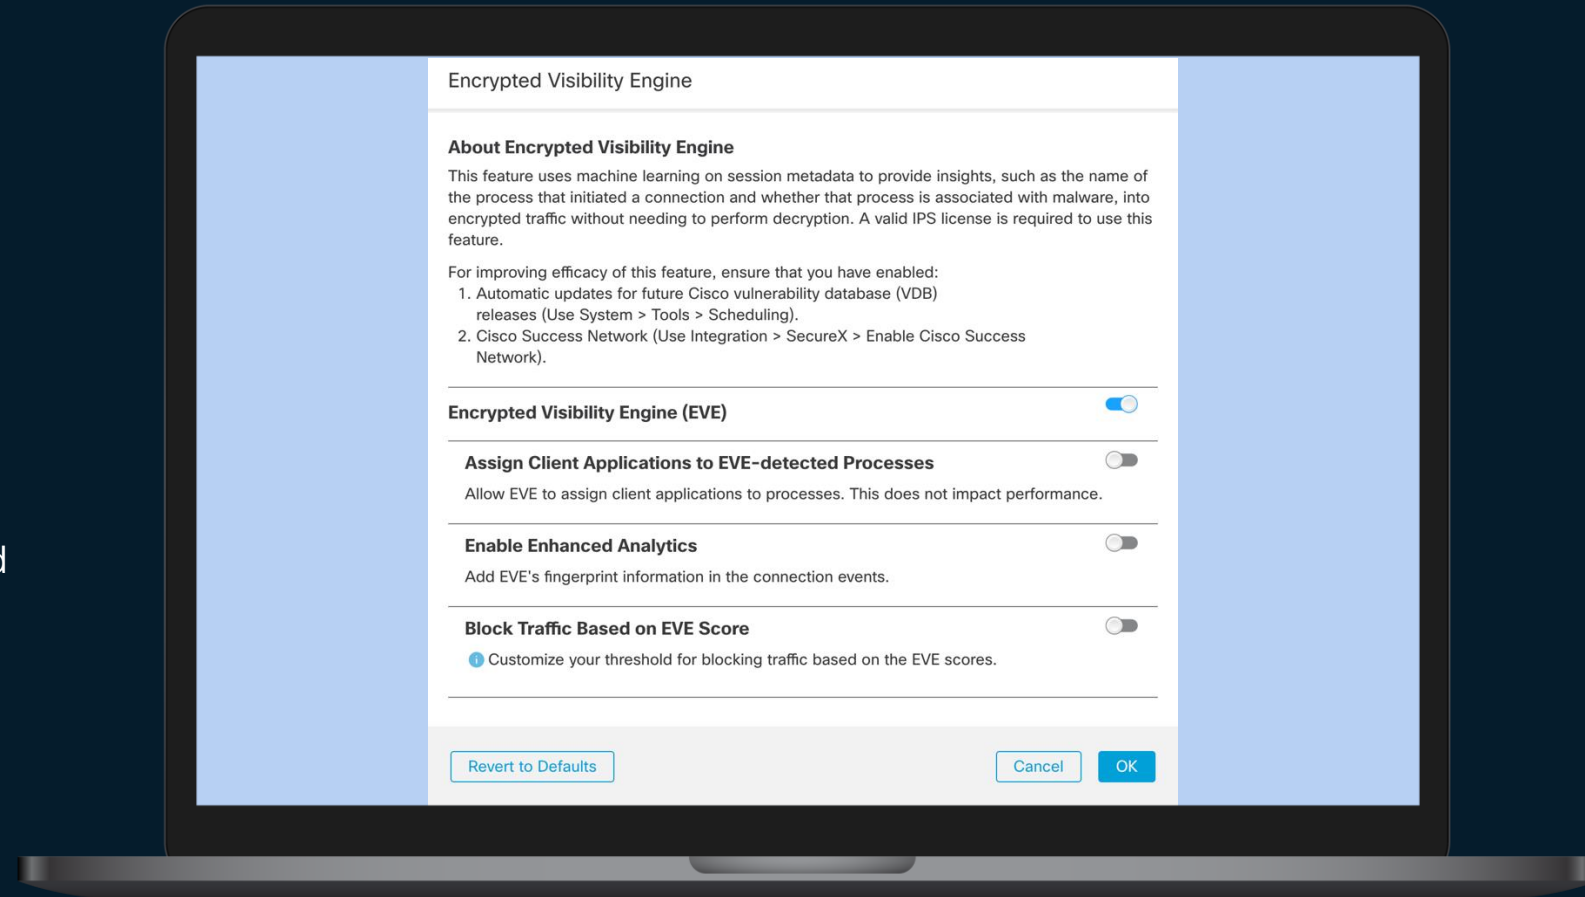 Encrypted Visibility Engine
About Encrypted Visibility Engine
This feature uses machine learning on session metadata to provide insights, such as the name of
the process that initiated a connection and whether that process is associated with malware, into
encrypted traffic without needing to perform decryption. A valid IPS license is required to use this
feature.
For improving efficacy of this feature, ensure that you have enabled:
1. Automatic updates for future Cisco vulnerability database (VDB)
releases (Use System > Tools > Scheduling).
2. Cisco Success Network (Use Integration > SecureX > Enable Cisco Success
Network).
Encrypted Visibility Engine (EVE)
Assign Client Applications to EVE-detected Processes
Allow EVE to assign client applications to processes. This does not impact performance.
Enable Enhanced Analytics
Add EVE's fingerprint information in the connection events.
Block Traffic Based on EVE Score
Customize your threshold for blocking traffic based on the EVE scores.
Revert to Defaults
Cancel
OK